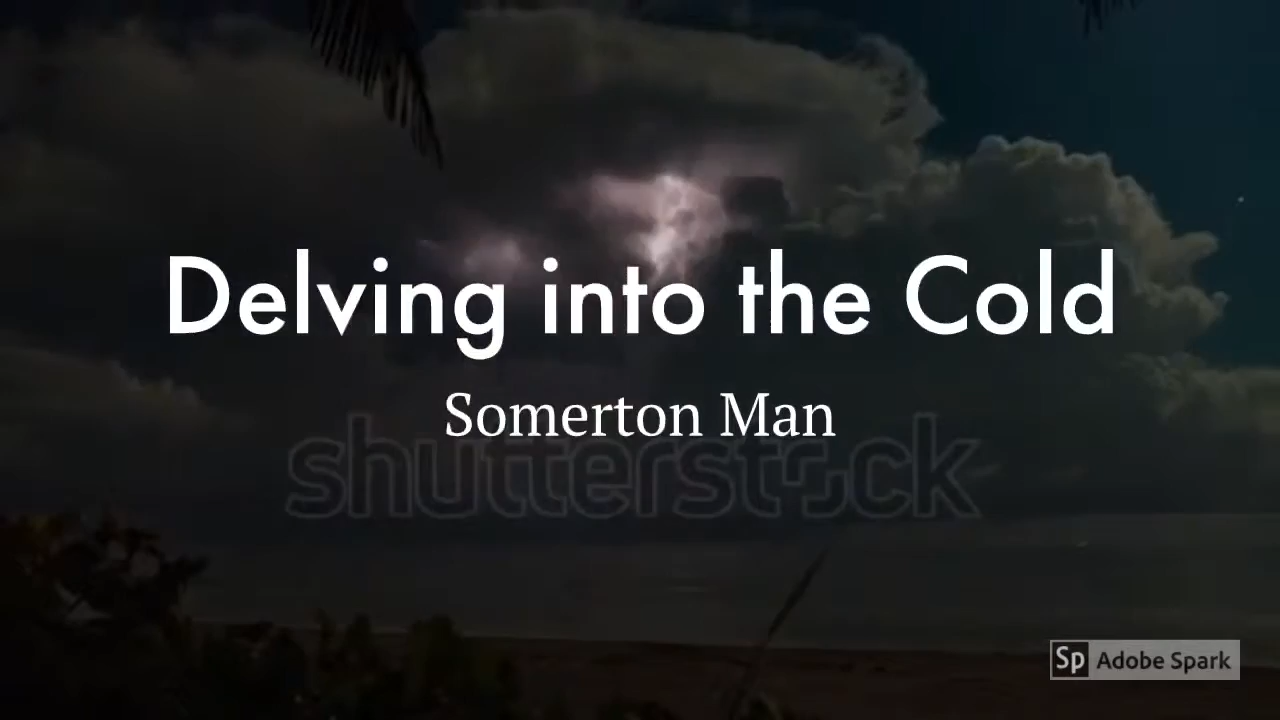 Delving into the Cold
Somerton Man
shutterstock
Sp Adobe Spark